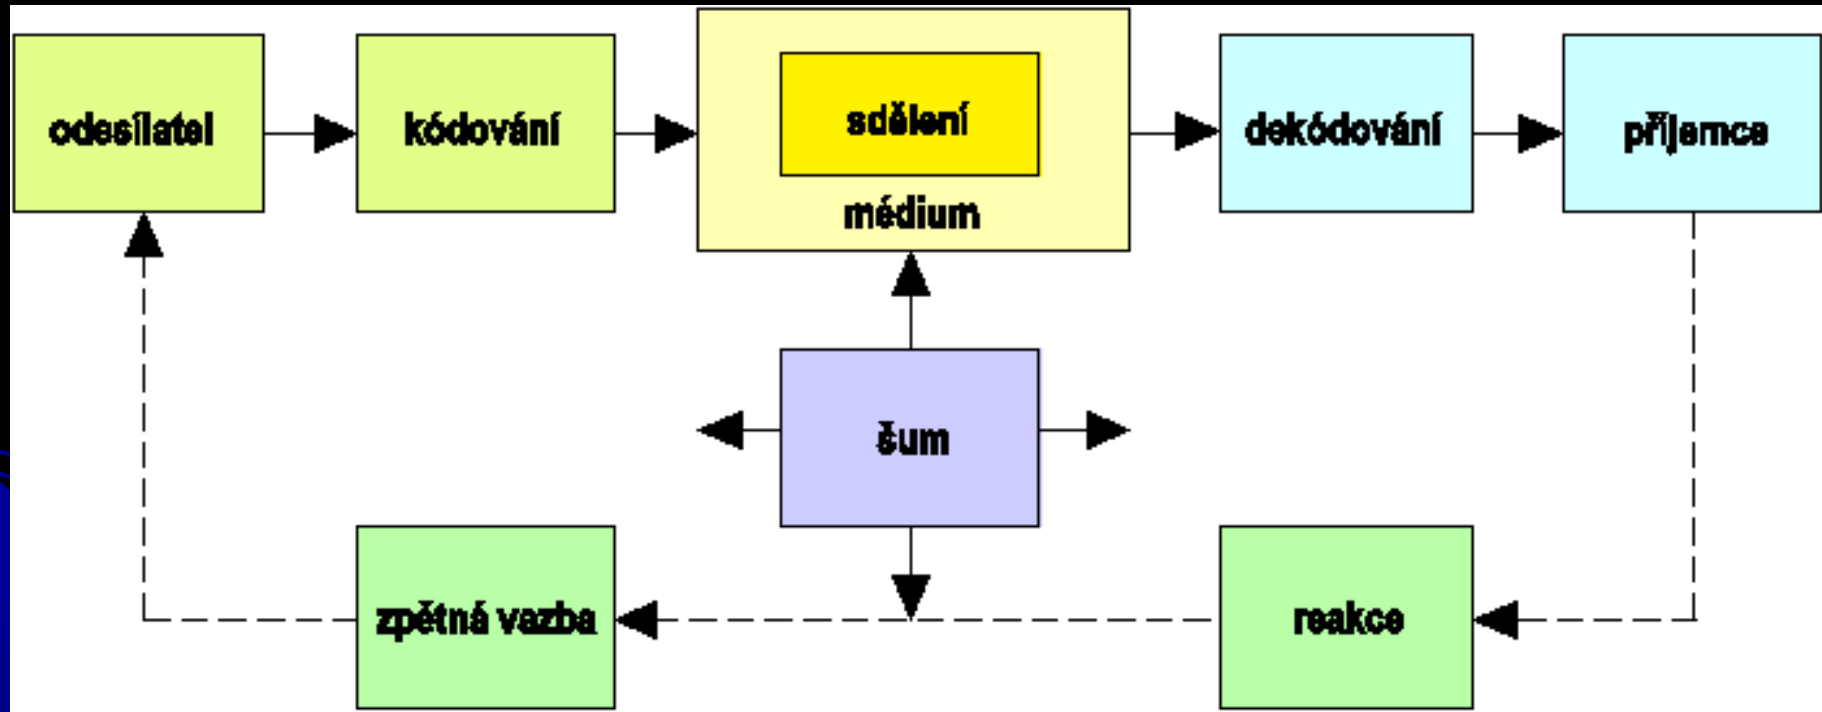 odesílatel
kódování
sdělení
médium
dekódování
příjemce
šum
zpětná vazba
reakce